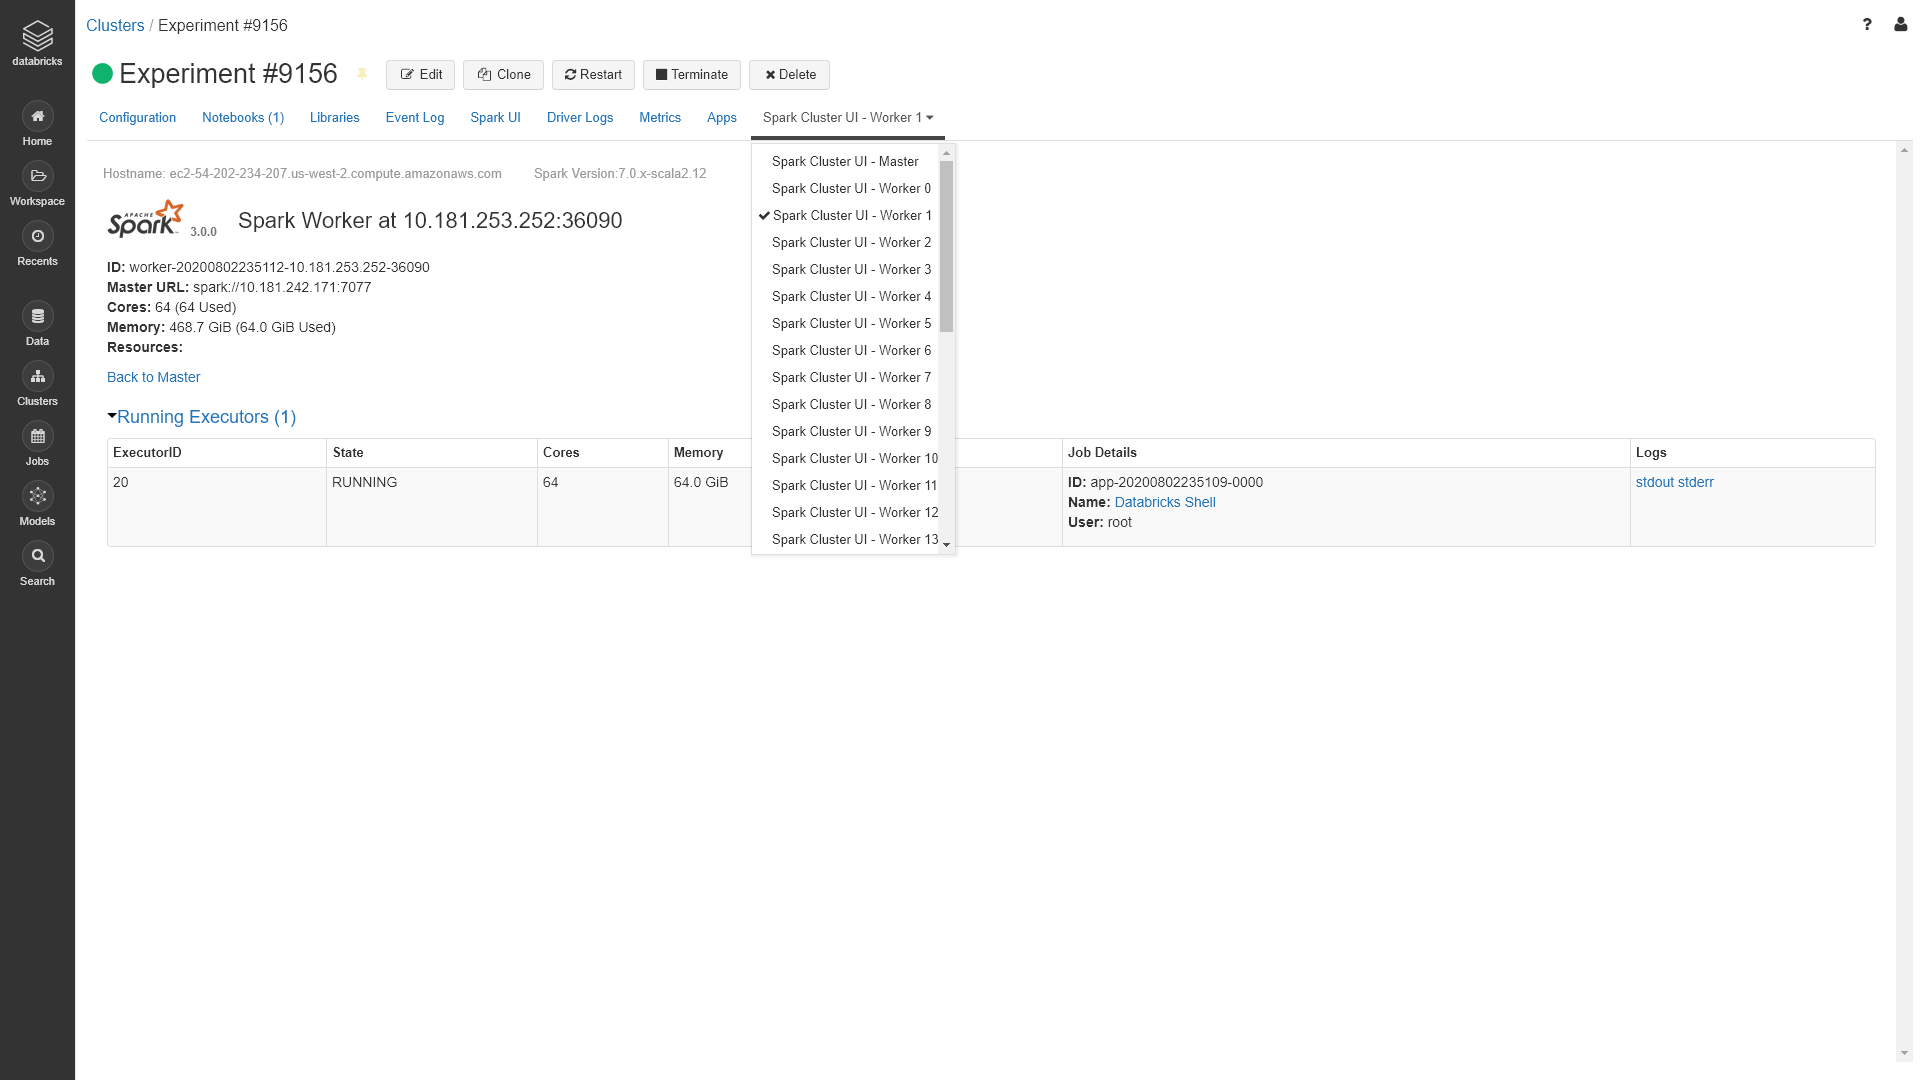 databricks
Home
Workspace
Recents
Data
Clusters
Jobs
Models
Search
Clusters / Experiment #9156
?
Experiment #9156
Edit
Clone
Restart
Terminate
Delete
Configuration
Notebooks (1)
Libraries
Event Log
Spark UI
Driver Logs
Metrics
Apps
Spark Cluster UI - Worker 1
Spark Cluster UI - Master
Spark Cluster UI - Worker 0
Spark Cluster UI - Worker 1
Spark Cluster UI - Worker 2
Spark Cluster UI - Worker 3
Spark Cluster UI - Worker 4
Spark Cluster UI - Worker 5
Spark Cluster UI - Worker 6
Spark Cluster UI - Worker 7
Spark Cluster UI - Worker 8
Spark Cluster UI - Worker 9
Spark Cluster UI - Worker 10
Spark Cluster UI - Worker 11
Spark Cluster UI - Worker 12
Spark Cluster UI - Worker 13
Hostname: ec2-54-202-234-207.us-west-2.compute.amazonaws.com
Spark Version:7.0.x-scala2.12
APACHE
Spark™ 3.0.0
Spark Worker at 10.181.253.252:36090
ID: worker-20200802235112-10.181.253.252-36090
Master URL: spark://10.181.242.171:7077
Cores: 64 (64 Used)
Memory: 468.7 GiB (64.0 GiB Used)
Resources:
Back to Master
Running Executors (1)
ExecutorID State Cores Memory Job Details Logs
20 RUNNING 64 64.0 GiB ID: app-20200802235109-0000 stdout stderr
Name: Databricks Shell
User: root